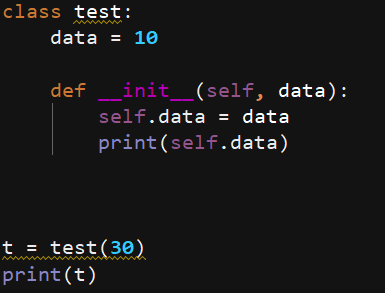 class test:
    data = 10
    def __init__(self, data):
        self.data = data
        print(self.data)
t = test(30)
print(t)